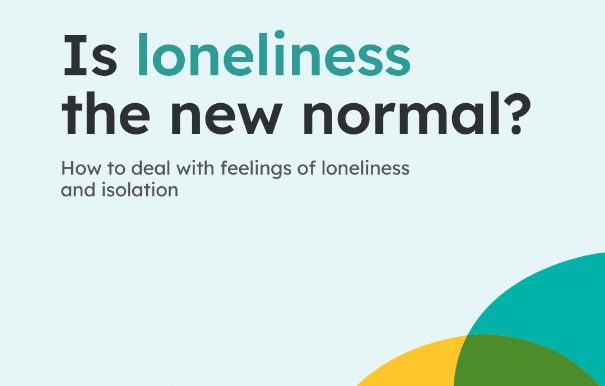 Is loneliness
the new normal?
How to deal with feelings of loneliness
and isolation